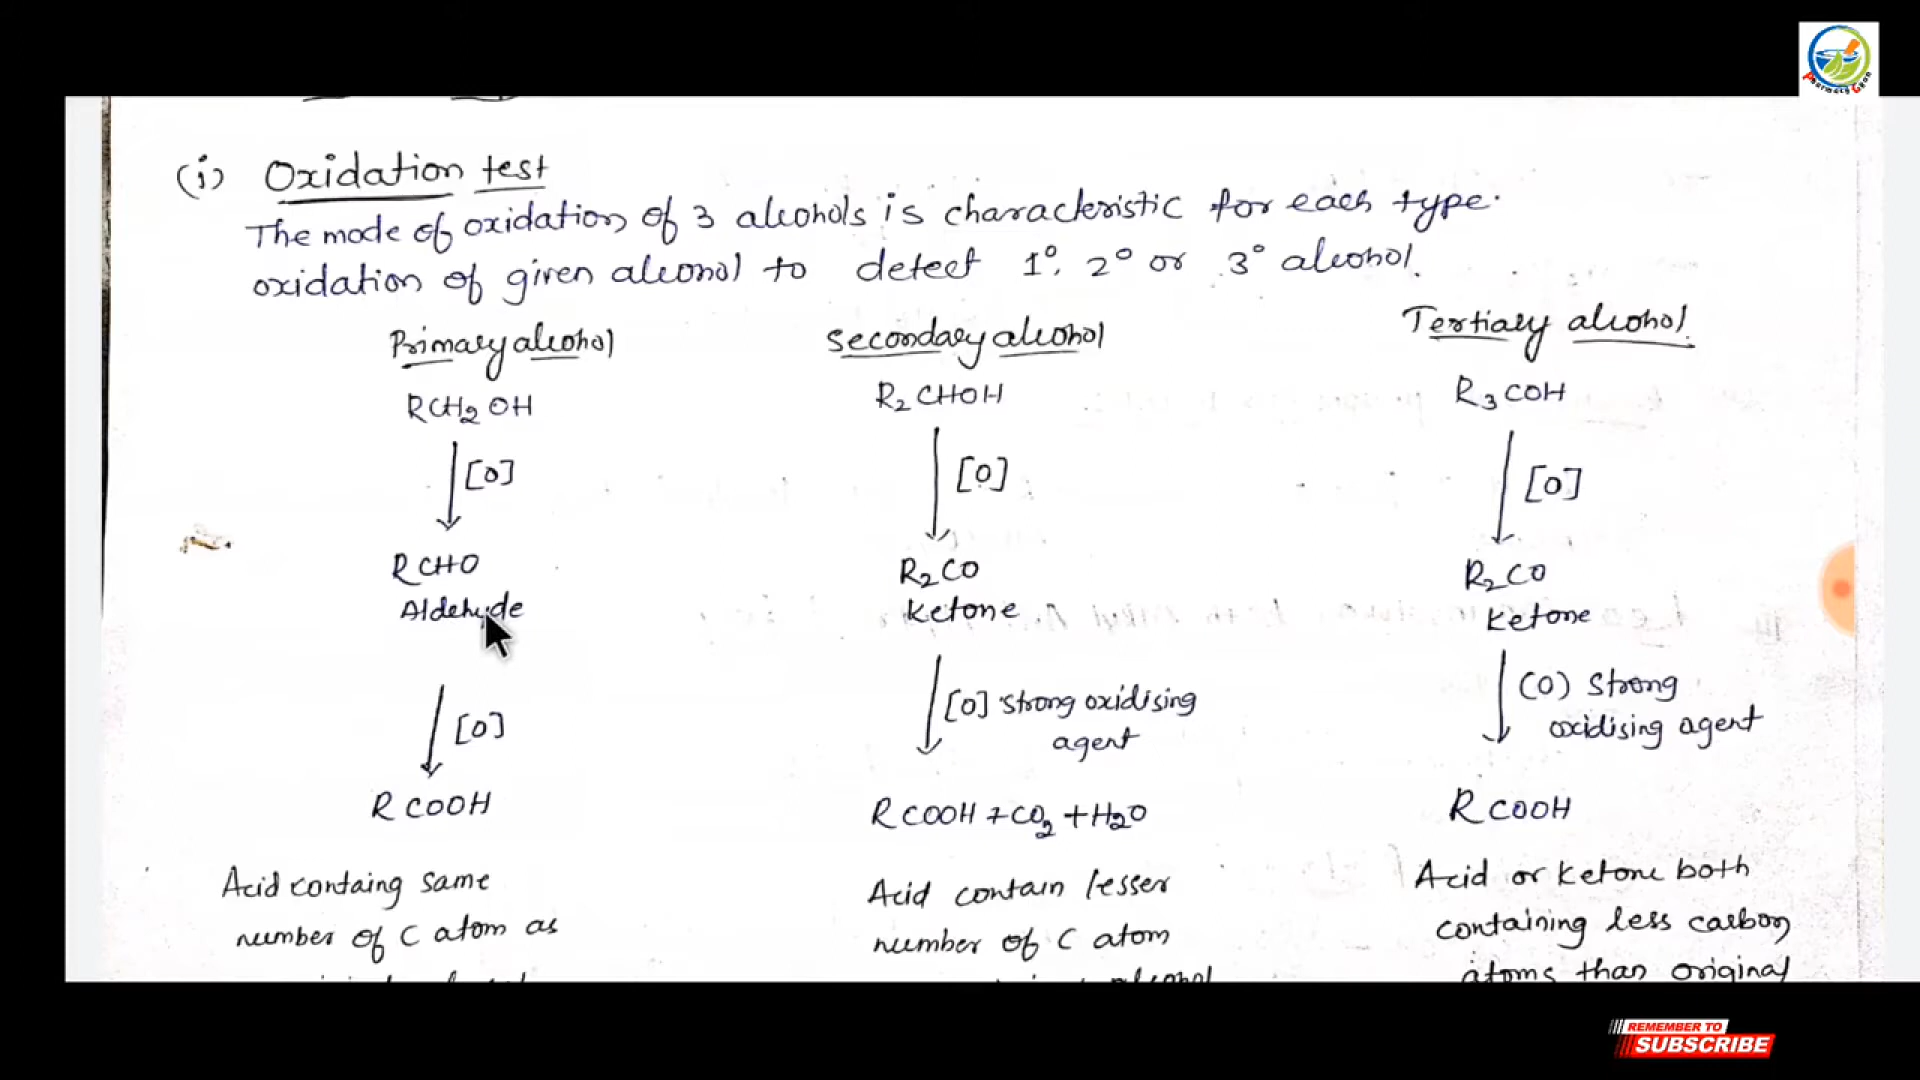 (i) Oxidation test
The mode of oxidation of 3 alcohols is characteristic for each type.
oxidation of given alcohol to detect 1°, 2° or 3° alcohol.
Primary alcohol
RCH2OH
[O]
RCHO
Aldehyde
[O]
RCOOH
Acid containg same
number of C atom as
Secondary alcohol
R2CHOH
[O]
R2CO
Ketone
[O] strong oxidising
agent
RCOOH + CO2 + H2O
Acid contain lesser
number of C atom
alcohol
Tertiary alcohol.
R3COH
[O]
R2CO
Ketone
(O) Strong
oxidising agent
RCOOH
Acid or Ketone both
containing less carbon
atoms than original
Pharmacy Gyan
REMEMBER TO
SUBSCRIBE